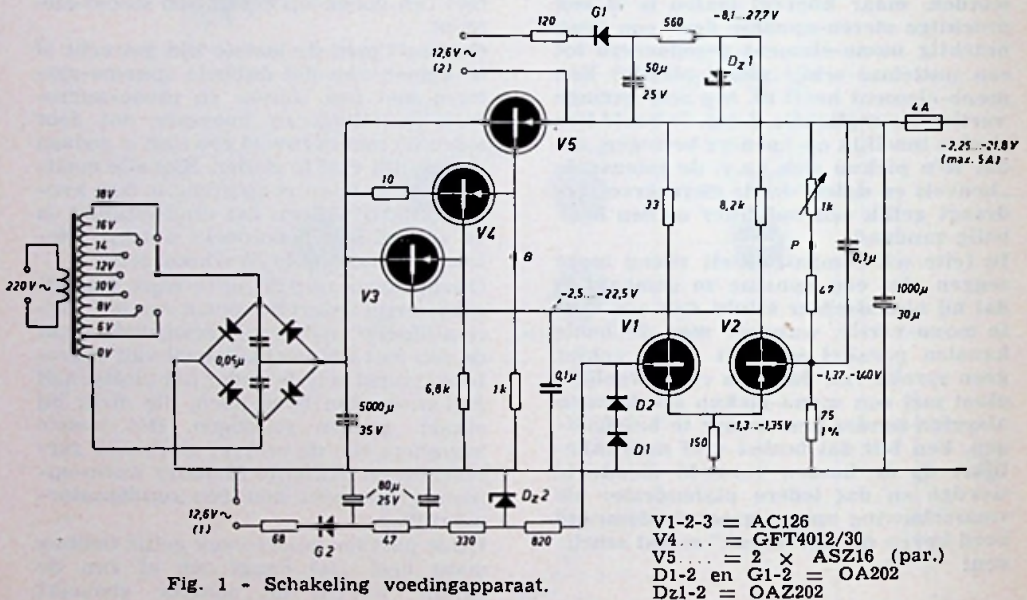 120
G1
560
-8,1...27,7V
12,6V~
(2)
50µ
25V
Dz1
V5
4A
-2,25...-21,8V
(max. 5A)
10
V4
33
8,2k
1k
18V
16V
14
12V
10V
8V
6V
0V
220V~
V3
B
P
0,1µ
-2,5...-22,5V
47
1000µ
30µ
V1
V2
0,05µ
6,8k
1k
0,1µ
D2
D1
-1,37..-1,40V
-1,3..-1,35V
150
75
1%
5000µ
35V
80µ
25V
Dz2
12,6V~
(1)
68
G2
47
330
820
V1-2-3 = AC126
V4.... = GFT4012/30
V5.... = 2 × ASZ16 (par.)
D1-2 en G1-2 = OA202
Dz1-2 = OAZ202
Fig. 1 - Schakeling voedingapparaat.